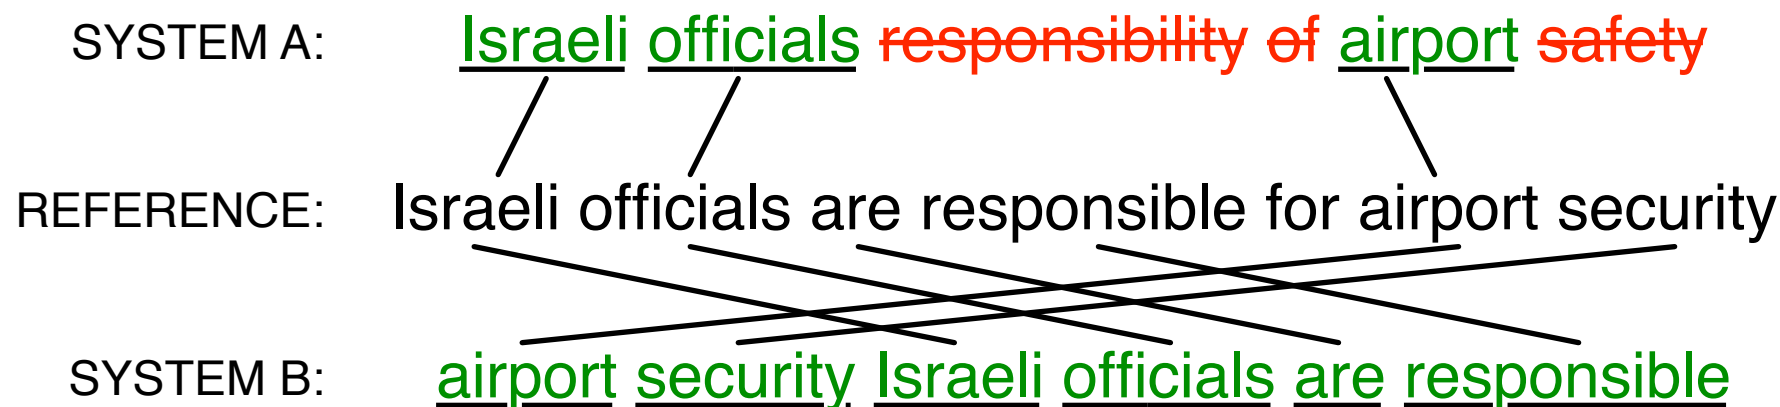 SYSTEM A: Israeli officials responsibility of airport safety
REFERENCE: Israeli officials are responsible for airport security
SYSTEM B: airport security Israeli officials are responsible